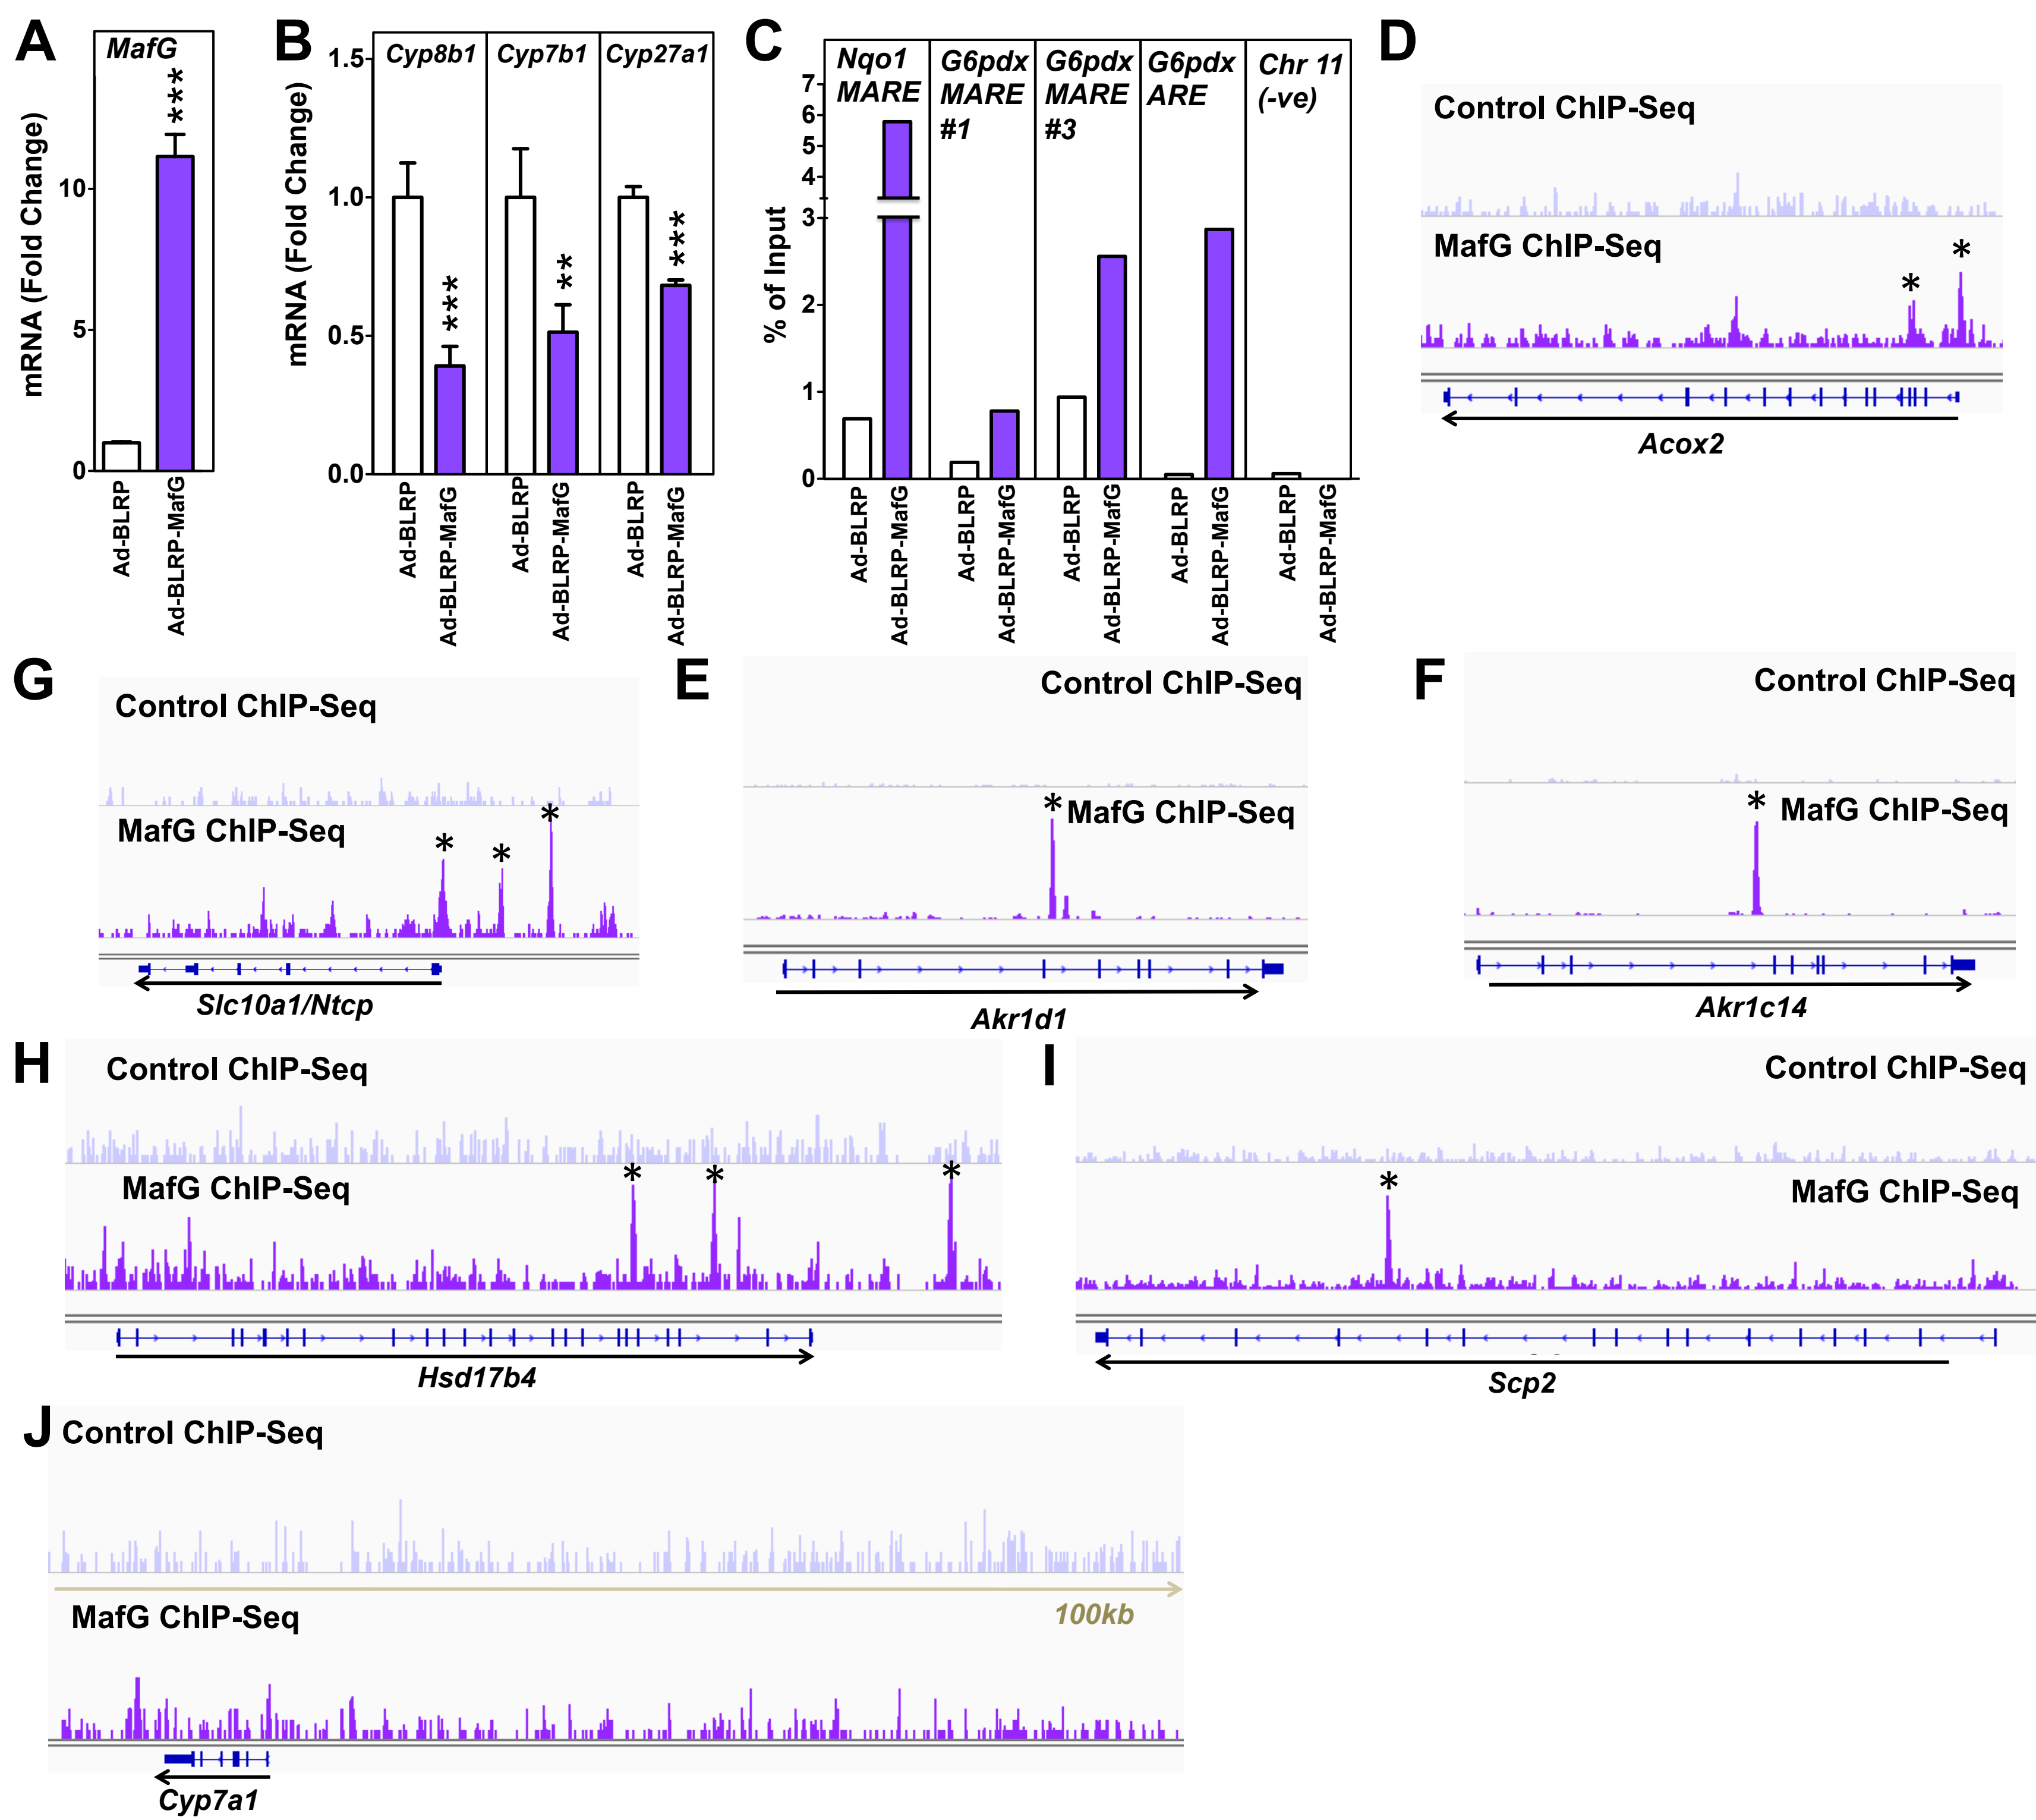 A
MafG
mRNA (Fold Change)
10
5
0
***
Ad-BLRP
Ad-BLRP-MafG
B
Cyp8b1
Cyp7b1
Cyp27a1
mRNA (Fold Change)
1.5
1.0
0.5
0.0
***
**
***
Ad-BLRP
Ad-BLRP-MafG
Ad-BLRP
Ad-BLRP-MafG
Ad-BLRP
Ad-BLRP-MafG
C
Nqo1
MARE
G6pdx
MARE
#1
G6pdx
MARE
#3
G6pdx
ARE
Chr 11
(-ve)
% of Input
7
6
5
4
3
2
1
0
Ad-BLRP
Ad-BLRP-MafG
Ad-BLRP
Ad-BLRP-MafG
Ad-BLRP
Ad-BLRP-MafG
Ad-BLRP
Ad-BLRP-MafG
Ad-BLRP
Ad-BLRP-MafG
D
Control ChIP-Seq
MafG ChIP-Seq
*
*
Acox2
G
Control ChIP-Seq
MafG ChIP-Seq
*
*
*
Slc10a1/Ntcp
E
Control ChIP-Seq
* MafG ChIP-Seq
Akr1d1
F
Control ChIP-Seq
* MafG ChIP-Seq
Akr1c14
H
Control ChIP-Seq
MafG ChIP-Seq
*
*
*
Hsd17b4
I
Control ChIP-Seq
MafG ChIP-Seq
*
Scp2
J
Control ChIP-Seq
100kb
MafG ChIP-Seq
Cyp7a1